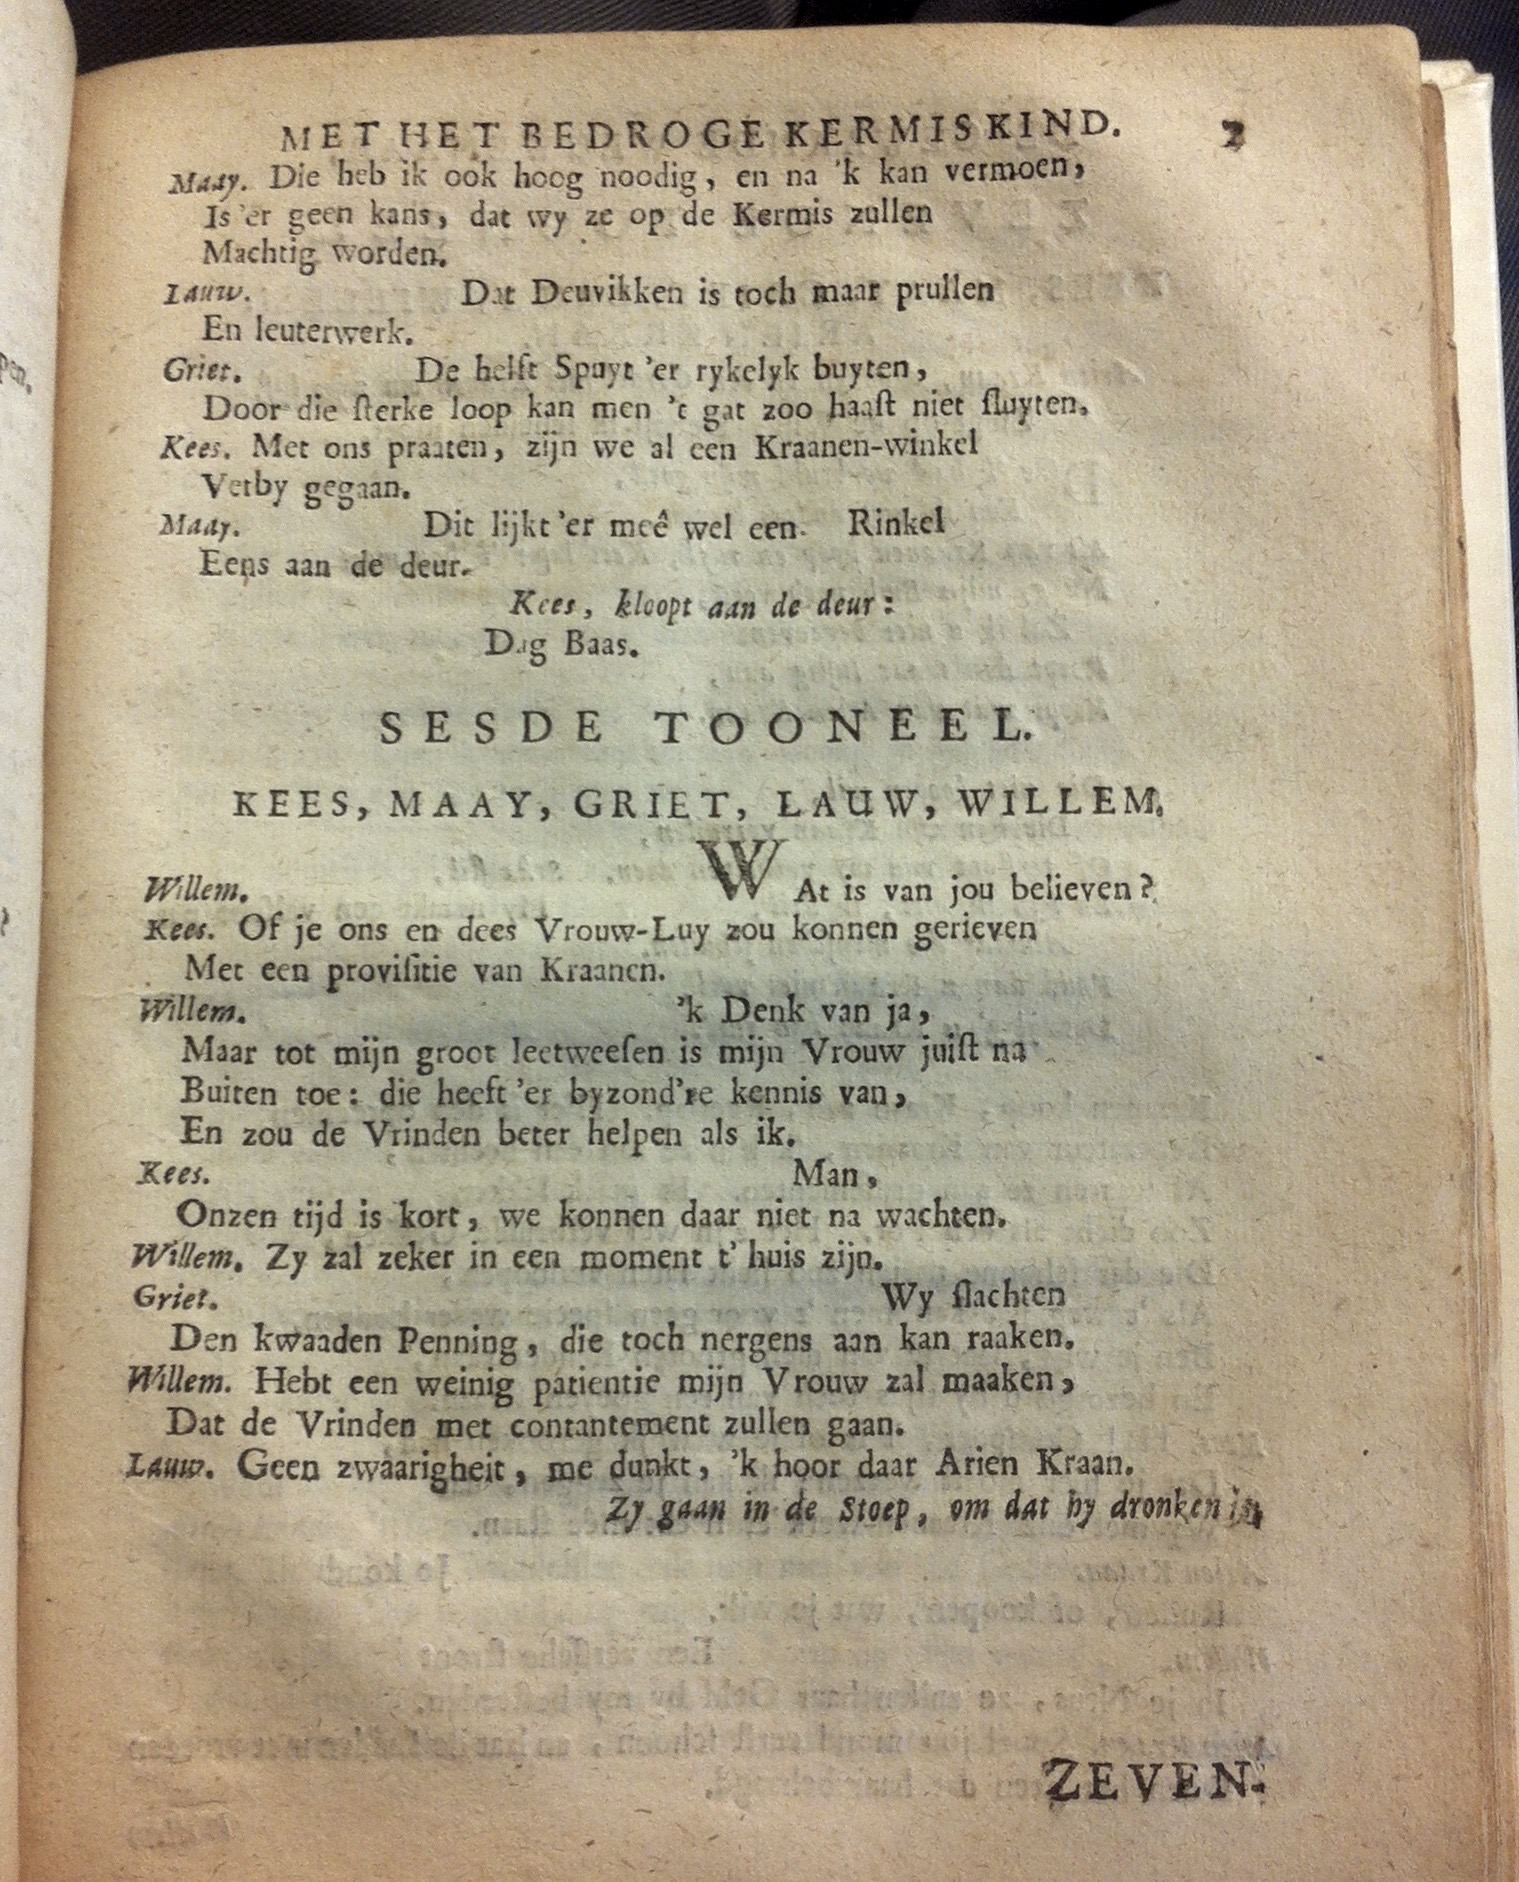 MET HET BEDROGE KERMISKIND. 7
Maay. Die heb ik ook hoog noodig, en na 'k kan vermoen,
Is 'er geen kans, dat wy ze op de Kermis zullen
Machtig worden.
Lauw. Dat Deuvikken is toch maar prullen
En leuterwerk.
Griet. De helft Spuyt 'er rykelyk buyten,
Door die sterke loop kan men 't gat zoo haast niet sluyten.
Kees. Met ons praaten, zijn we al een Kraanen-winkel
Verby gegaan.
Maay. Dit lijkt 'er meê wel een. Rinkel
Eens aan de deur.
Kees, kloopt aan de deur:
Dag Baas.
SESDE TOONEEL.
KEES, MAAY, GRIET, LAUW, WILLEM.
Willem. WAt is van jou believen?
Kees. Of je ons en dees Vrouw-Luy zou konnen gerieven
Met een provisitie van Kraanen.
Willem. 'k Denk van ja,
Maar tot mijn groot leetweesen is mijn Vrouw juist na
Buiten toe: die heeft 'er byzond're kennis van,
En zou de Vrinden beter helpen als ik.
Kees. Man,
Onzen tijd is kort, we konnen daar niet na wachten.
Willem. Zy zal zeker in een moment t' huis zijn.
Griet. Wy slachten
Den kwaaden Penning, die toch nergens aan kan raaken.
Willem. Hebt een weinig patientie mijn Vrouw zal maaken,
Dat de Vrinden met contantement zullen gaan.
Lauw. Geen zwaarigheit, me dunkt, 'k hoor daar Arien Kraan.
Zy gaan in de Stoep, om dat hy dronken is.
ZEVEN-